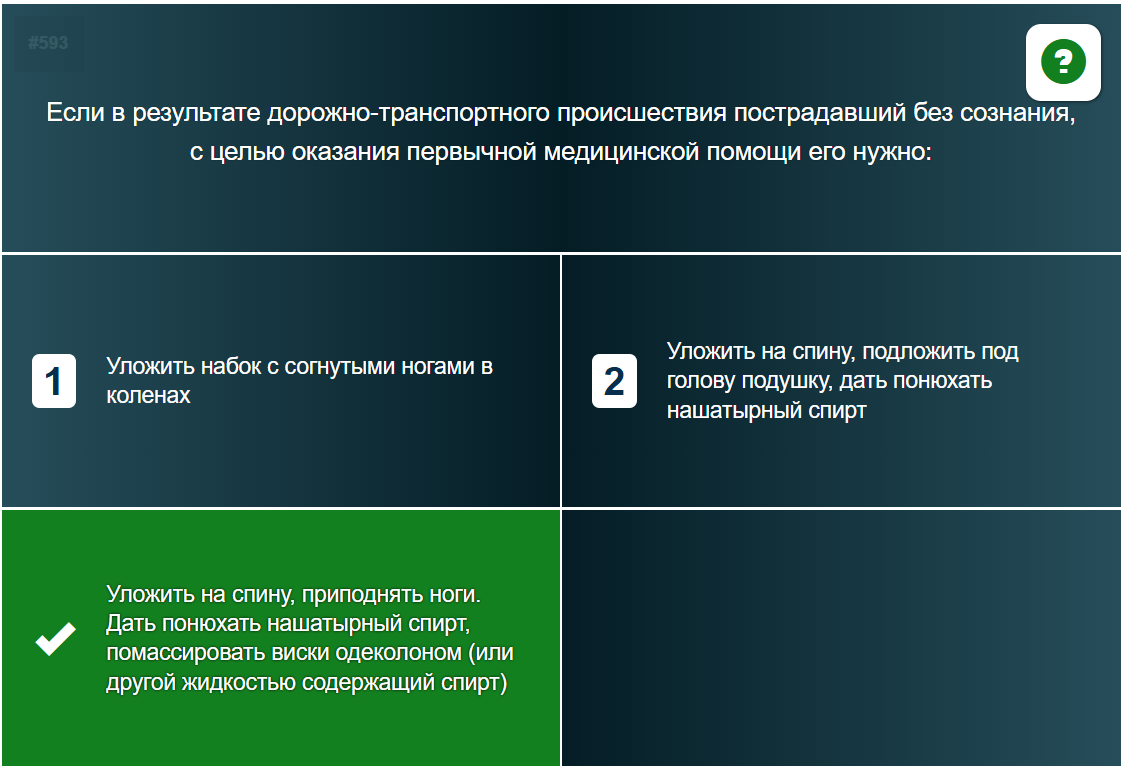 #593
?
Если в результате дорожно-транспортного происшествия пострадавший без сознания,
с целью оказания первычной медицинской помощи его нужно:
1
Уложить набок с согнутыми ногами в
коленах
2
Уложить на спину, подложить под
голову подушку, дать понюхать
нашатырный спирт
Уложить на спину, приподнять ноги.
Дать понюхать нашатырный спирт,
помассировать виски одеколоном (или
другой жидкостью содержащий спирт)